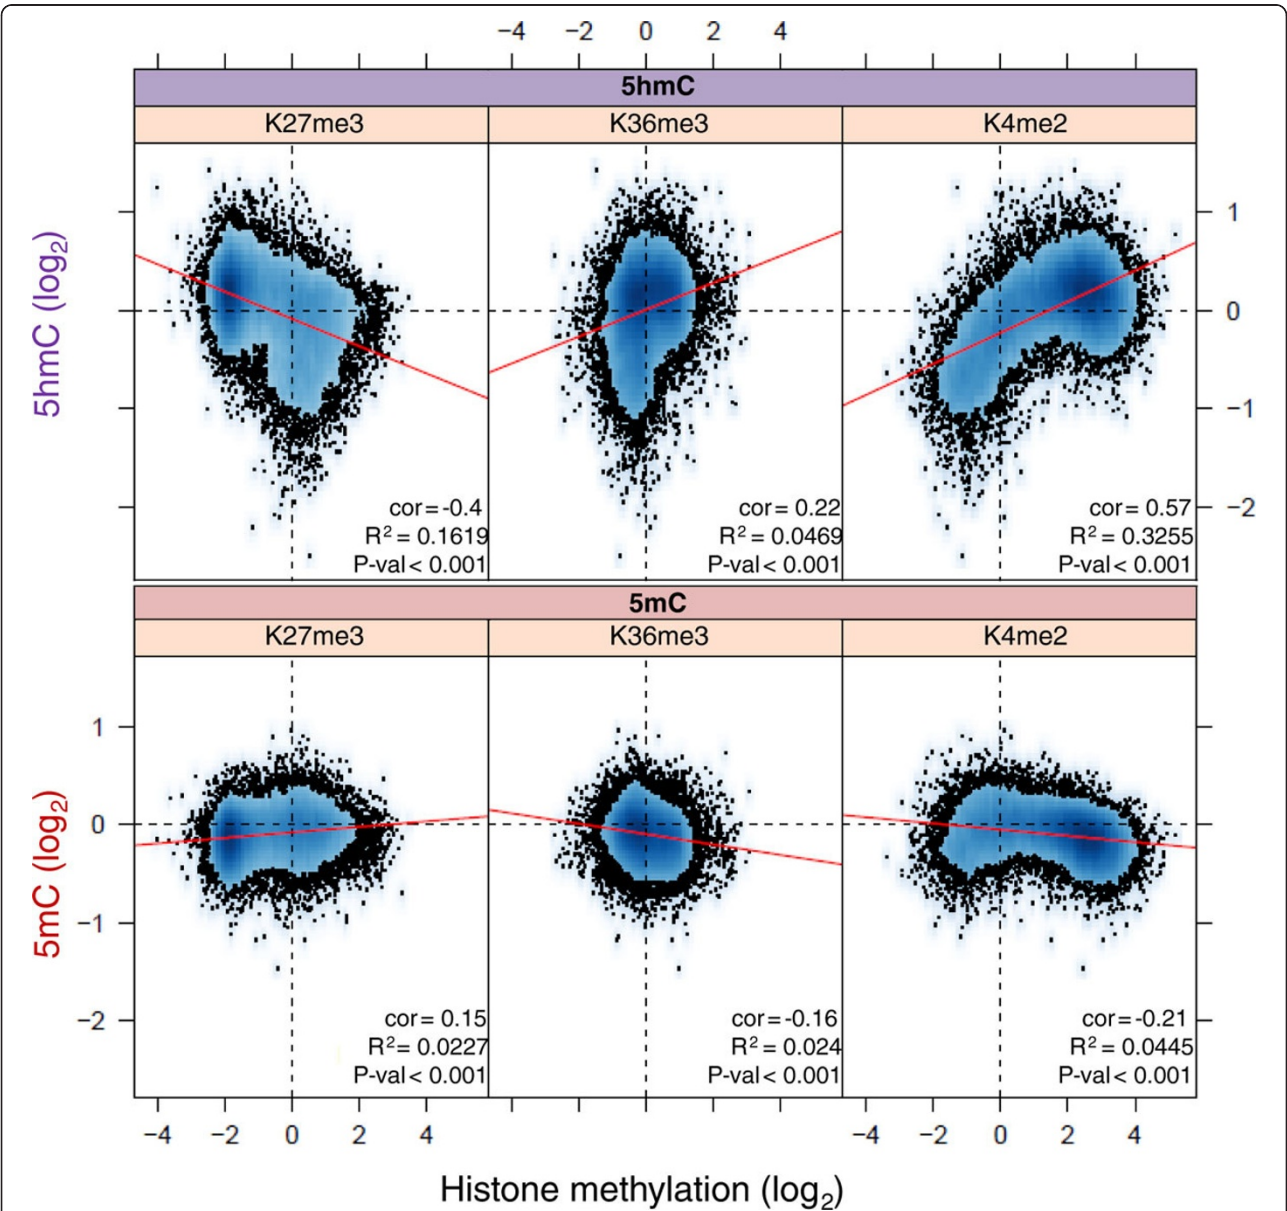 −4 −2 0 2 4
5hmC
K27me3 K36me3 K4me2
5hmC (log2)
1
0
−1
−2
cor=-0.4
R2 = 0.1619
P-val< 0.001
cor= 0.22
R2 = 0.0469
P-val< 0.001
cor= 0.57
R2 = 0.3255
P-val< 0.001
5mC
K27me3 K36me3 K4me2
5mC (log2)
1
0
−1
−2
cor= 0.15
R2= 0.0227
P-val< 0.001
cor=-0.16
R2 = 0.024
P-val< 0.001
cor=-0.21
R2 = 0.0445
P-val< 0.001
−4 −2 0 2 4 −4 −2 0 2 4
Histone methylation (log2)